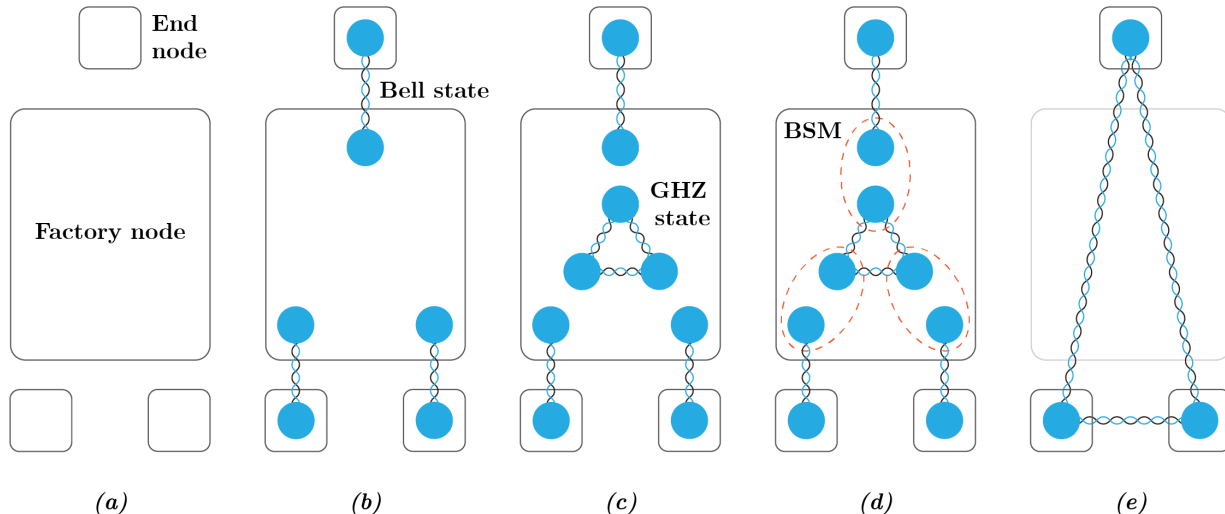 End
node
Factory node
Bell state
GHZ
state
BSM
(a)
(b)
(c)
(d)
(e)